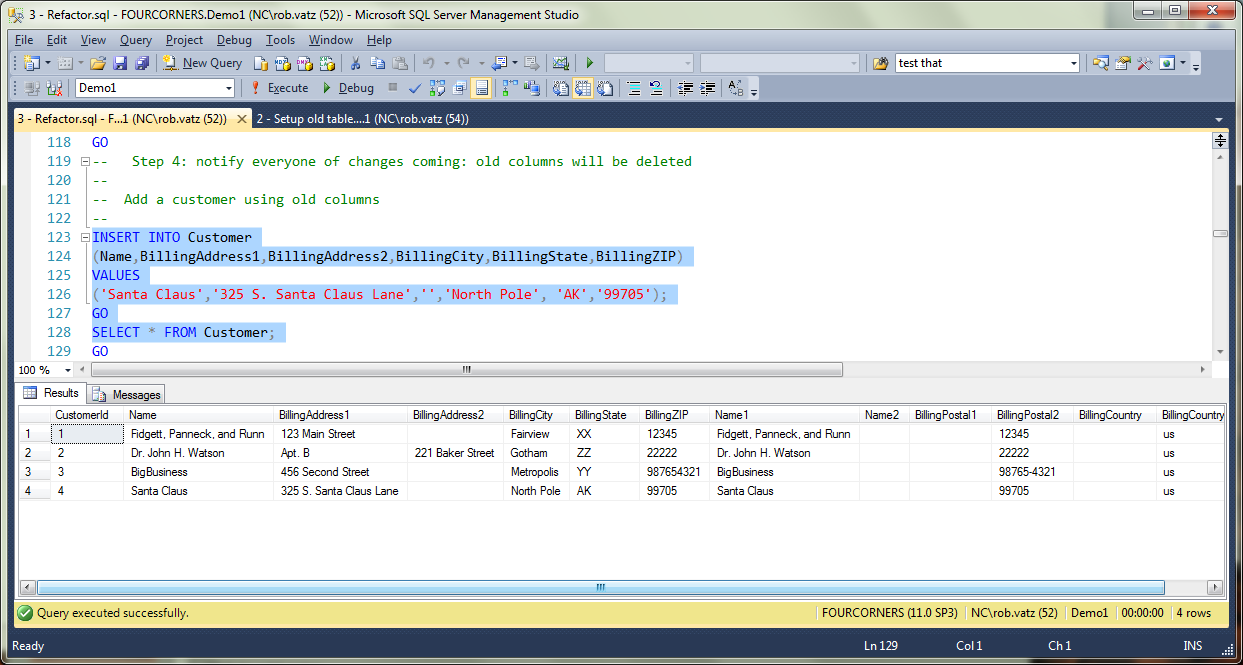 3 - Refactor.sql - FOURCORNERS.Demo1 (NC\rob.vatz (52)) - Microsoft SQL Server Management Studio
File Edit View Query Project Debug Tools Window Help
New Query test that
Demo1 Execute Debug
3 - Refactor.sql - F...1 (NC\rob.vatz (52)) 2 - Setup old table....1 (NC\rob.vatz (54))
118 GO
119 -- Step 4: notify everyone of changes coming: old columns will be deleted
120 --
121 -- Add a customer using old columns
122 --
123 INSERT INTO Customer
124 (Name,BillingAddress1,BillingAddress2,BillingCity,BillingState,BillingZIP)
125 VALUES
126 ('Santa Claus','325 S. Santa Claus Lane','','North Pole', 'AK','99705');
127 GO
128 SELECT * FROM Customer;
129 GO
100 %
Results Messages
CustomerId Name BillingAddress1 BillingAddress2 BillingCity BillingState BillingZIP Name1 Name2 BillingPostal1 BillingPostal2 BillingCountry BillingCountry
1 1 Fidgett, Panneck, and Runn 123 Main Street Fairview XX 12345 Fidgett, Panneck, and Runn 12345 us
2 2 Dr. John H. Watson Apt. B 221 Baker Street Gotham ZZ 22222 Dr. John H. Watson 22222 us
3 3 BigBusiness 456 Second Street Metropolis YY 987654321 BigBusiness 98765-4321 us
4 4 Santa Claus 325 S. Santa Claus Lane North Pole AK 99705 Santa Claus 99705 us
Query executed successfully. FOURCORNERS (11.0 SP3) NC\rob.vatz (52) Demo1 00:00:00 4 rows
Ready Ln 129 Col 1 Ch 1 INS